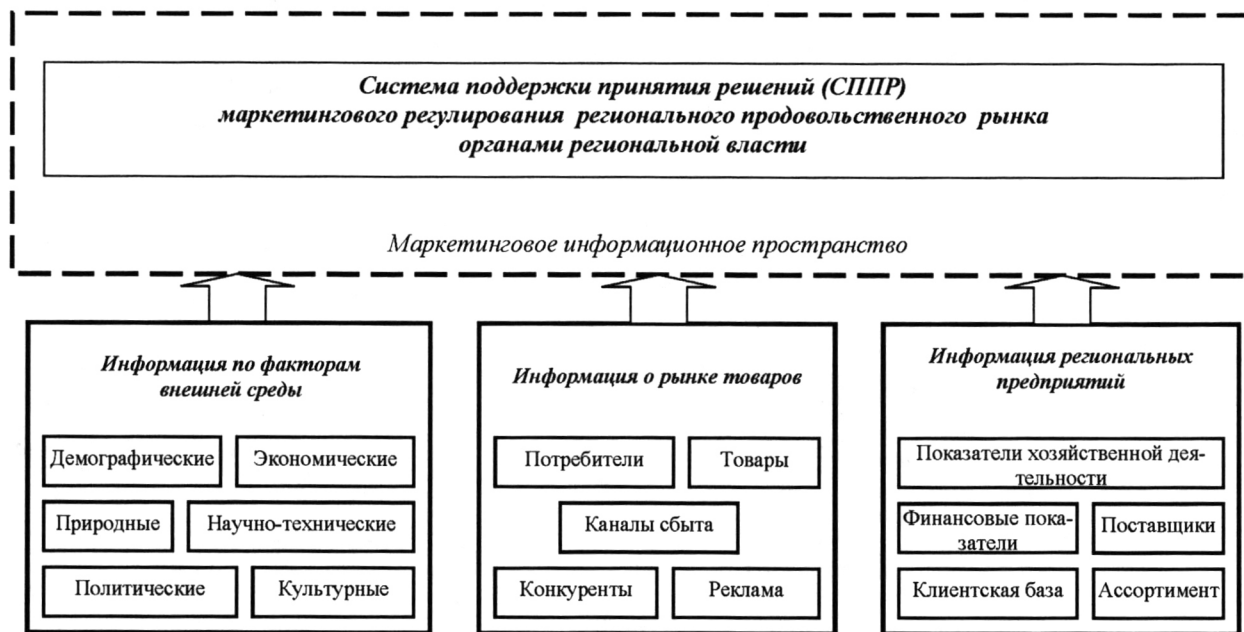 Система поддержки принятия решений (СППР)
маркетингового регулирования регионального продовольственного рынка
органами региональной власти
Маркетинговое информационное пространство
Информация по факторам
внешней среды
Демографические
Экономические
Природные
Научно-технические
Политические
Культурные
Информация о рынке товаров
Потребители
Товары
Каналы сбыта
Конкуренты
Реклама
Информация региональных
предприятий
Показатели хозяйственной дея-
тельности
Финансовые пока-
затели
Поставщики
Клиентская база
Ассортимент